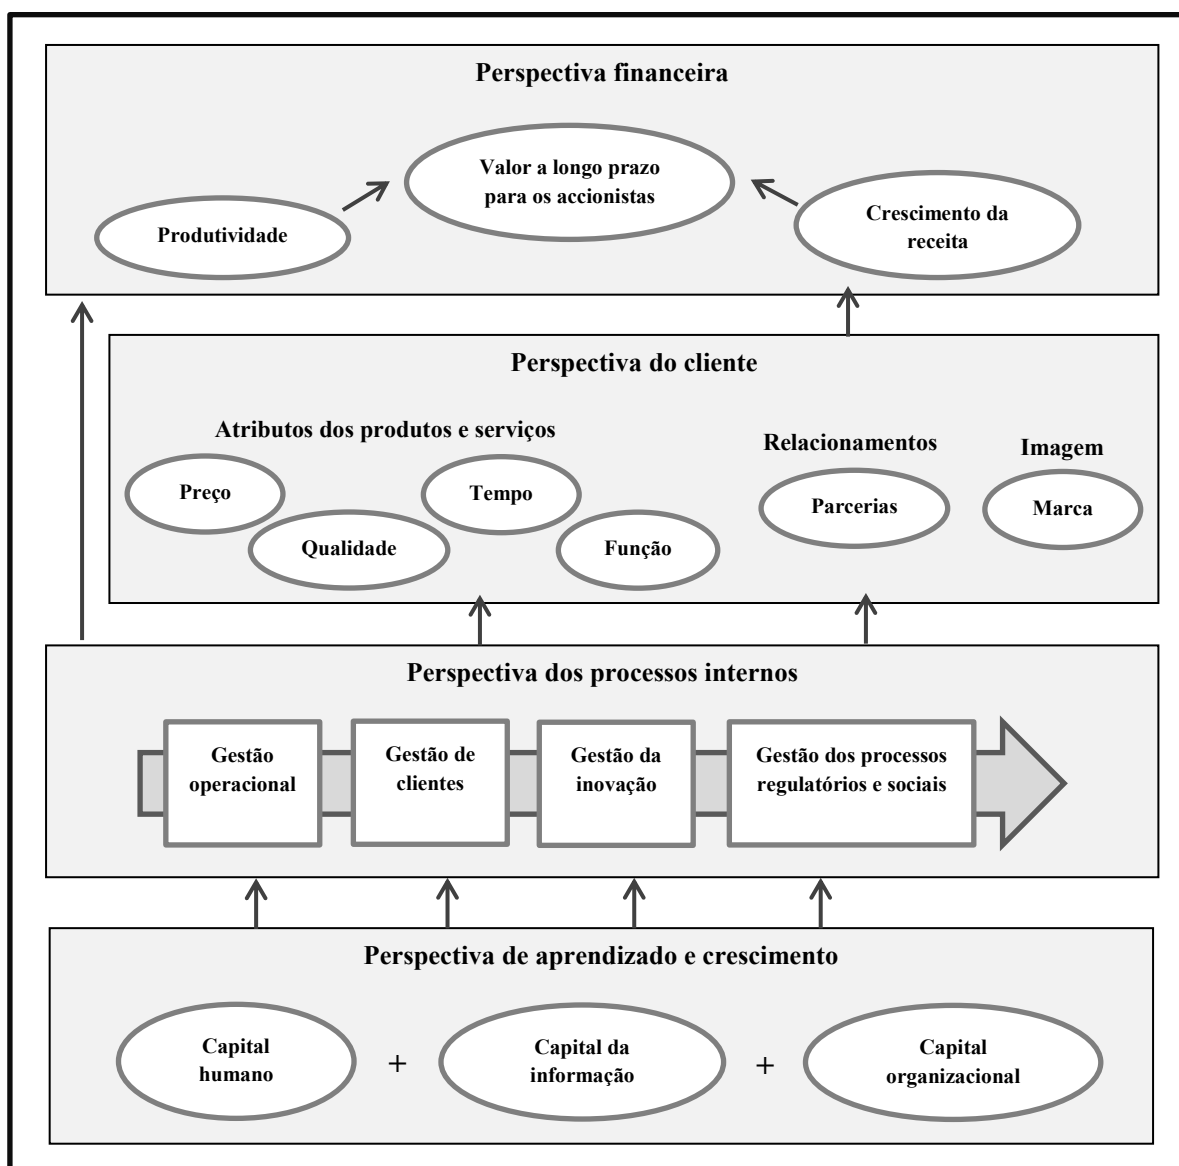 Perspectiva financeira
Valor a longo prazo
para os accionistas
Produtividade
Crescimento da
receita
Perspectiva do cliente
Atributos dos produtos e serviços
Relacionamentos
Imagem
Preço
Tempo
Parcerias
Marca
Qualidade
Função
Perspectiva dos processos internos
Gestão
operacional
Gestão de
clientes
Gestão da
inovação
Gestão dos processos
regulatórios e sociais
Perspectiva de aprendizado e crescimento
Capital
humano
+
Capital da
informação
+
Capital
organizacional